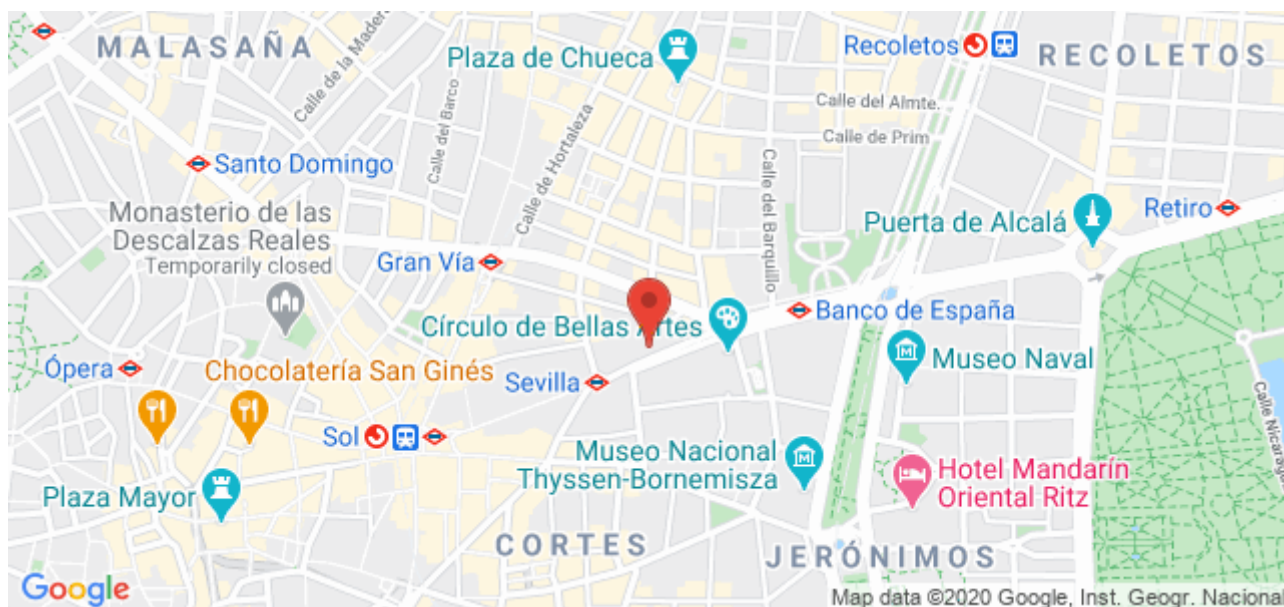 MALASAÑA
Calle de la Madera
Plaza de Chueca
Recoletos
RECOLETOS
Calle del Barco
Calle de Hortaleza
Calle del Almte.
Calle de Prim
Santo Domingo
Calle del Barquillo
Monasterio de las
Descalzas Reales
Temporarily closed
Puerta de Alcalá
Retiro
Gran Vía
Círculo de Bellas Artes
Banco de España
Ópera
Chocolatería San Ginés
Sevilla
Museo Naval
Sol
Museo Nacional
Thyssen-Bornemisza
Hotel Mandarín
Oriental Ritz
Plaza Mayor
CORTES
JERÓNIMOS
Google
Map data ©2020 Google, Inst. Geogr. Naciona